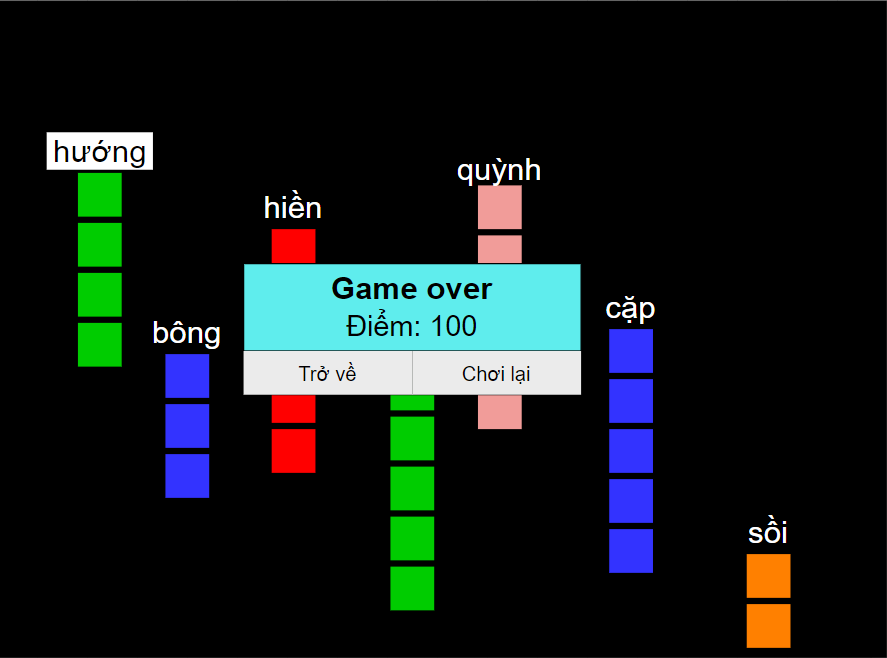 hướng
quỳnh
hiền
Game over
Điểm: 100
cặp
bông
Trở về
Chơi lại
sồi